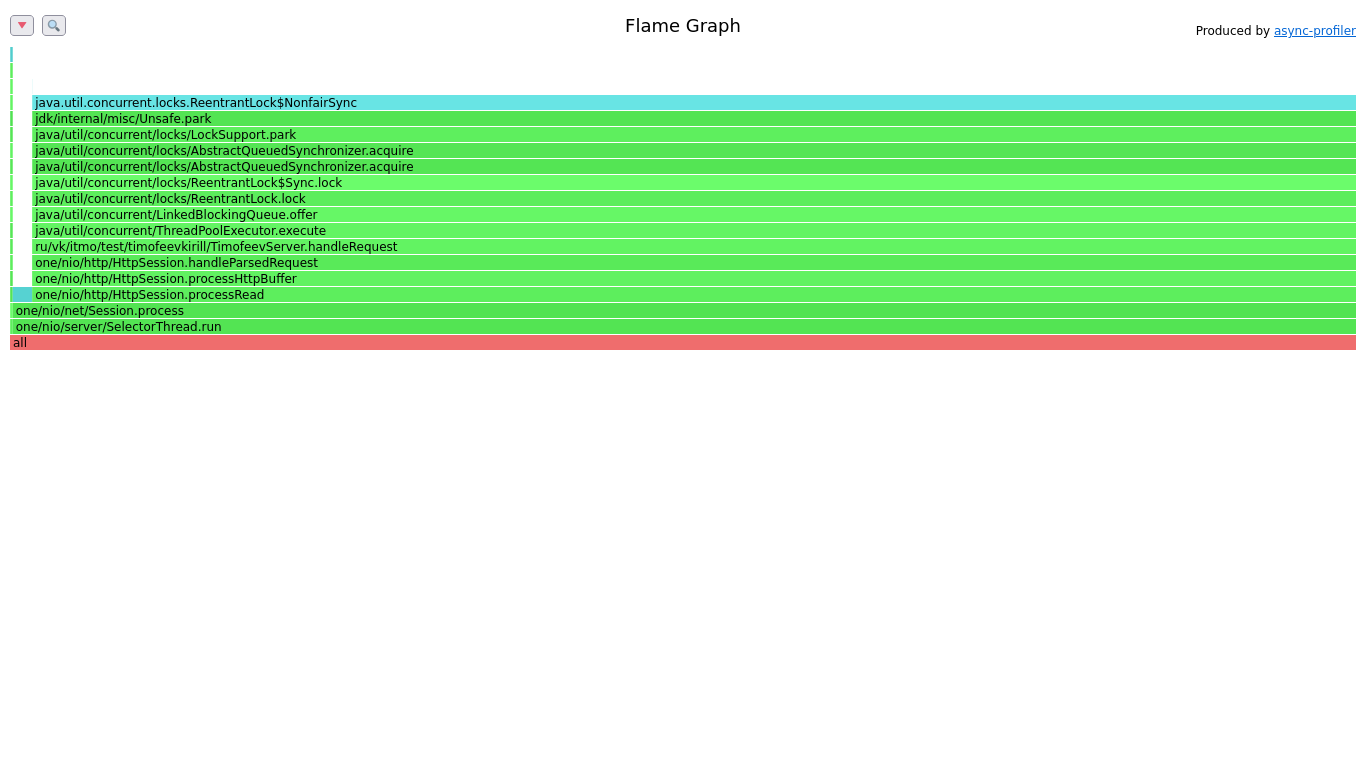 Flame Graph
Produced by async-profiler
java.util.concurrent.locks.ReentrantLock$NonfairSync
jdk/internal/misc/Unsafe.park
java/util/concurrent/locks/LockSupport.park
java/util/concurrent/locks/AbstractQueuedSynchronizer.acquire
java/util/concurrent/locks/AbstractQueuedSynchronizer.acquire
java/util/concurrent/locks/ReentrantLock$Sync.lock
java/util/concurrent/locks/ReentrantLock.lock
java/util/concurrent/LinkedBlockingQueue.offer
java/util/concurrent/ThreadPoolExecutor.execute
ru/vk/itmo/test/timofeevkirill/TimofeevServer.handleRequest
one/nio/http/HttpSession.handleParsedRequest
one/nio/http/HttpSession.processHttpBuffer
one/nio/http/HttpSession.processRead
one/nio/net/Session.process
one/nio/server/SelectorThread.run
all